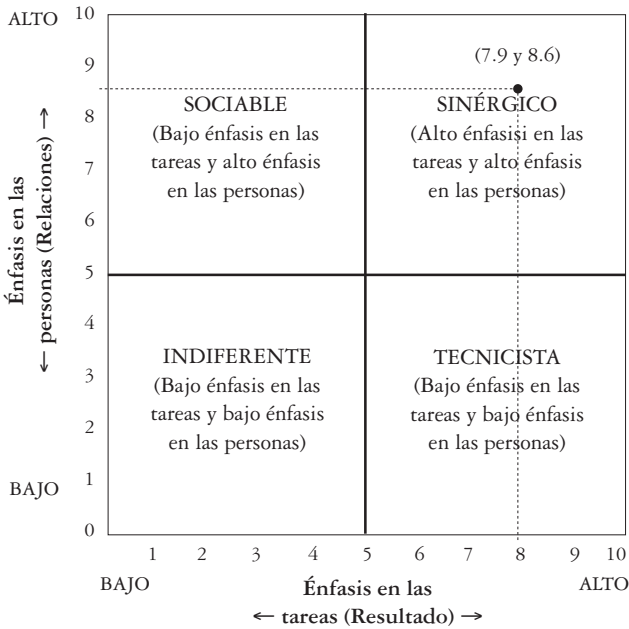 ALTO
10
9
8
7
6
5
4
3
2
1
0
BAJO
Énfasis en las
← personas (Relaciones) →
(7.9 y 8.6)
SOCIABLE
(Bajo énfasis en las
tareas y alto énfasis
en las personas)
SINÉRGICO
(Alto énfasisi en las
tareas y alto énfasis
en las personas)
INDIFERENTE
(Bajo énfasis en las
tareas y bajo énfasis
en las personas)
TECNICISTA
(Bajo énfasis en las
tareas y bajo énfasis
en las personas)
1 2 3 4 5 6 7 8 9 10
BAJO
ALTO
Énfasis en las
← tareas (Resultado) →